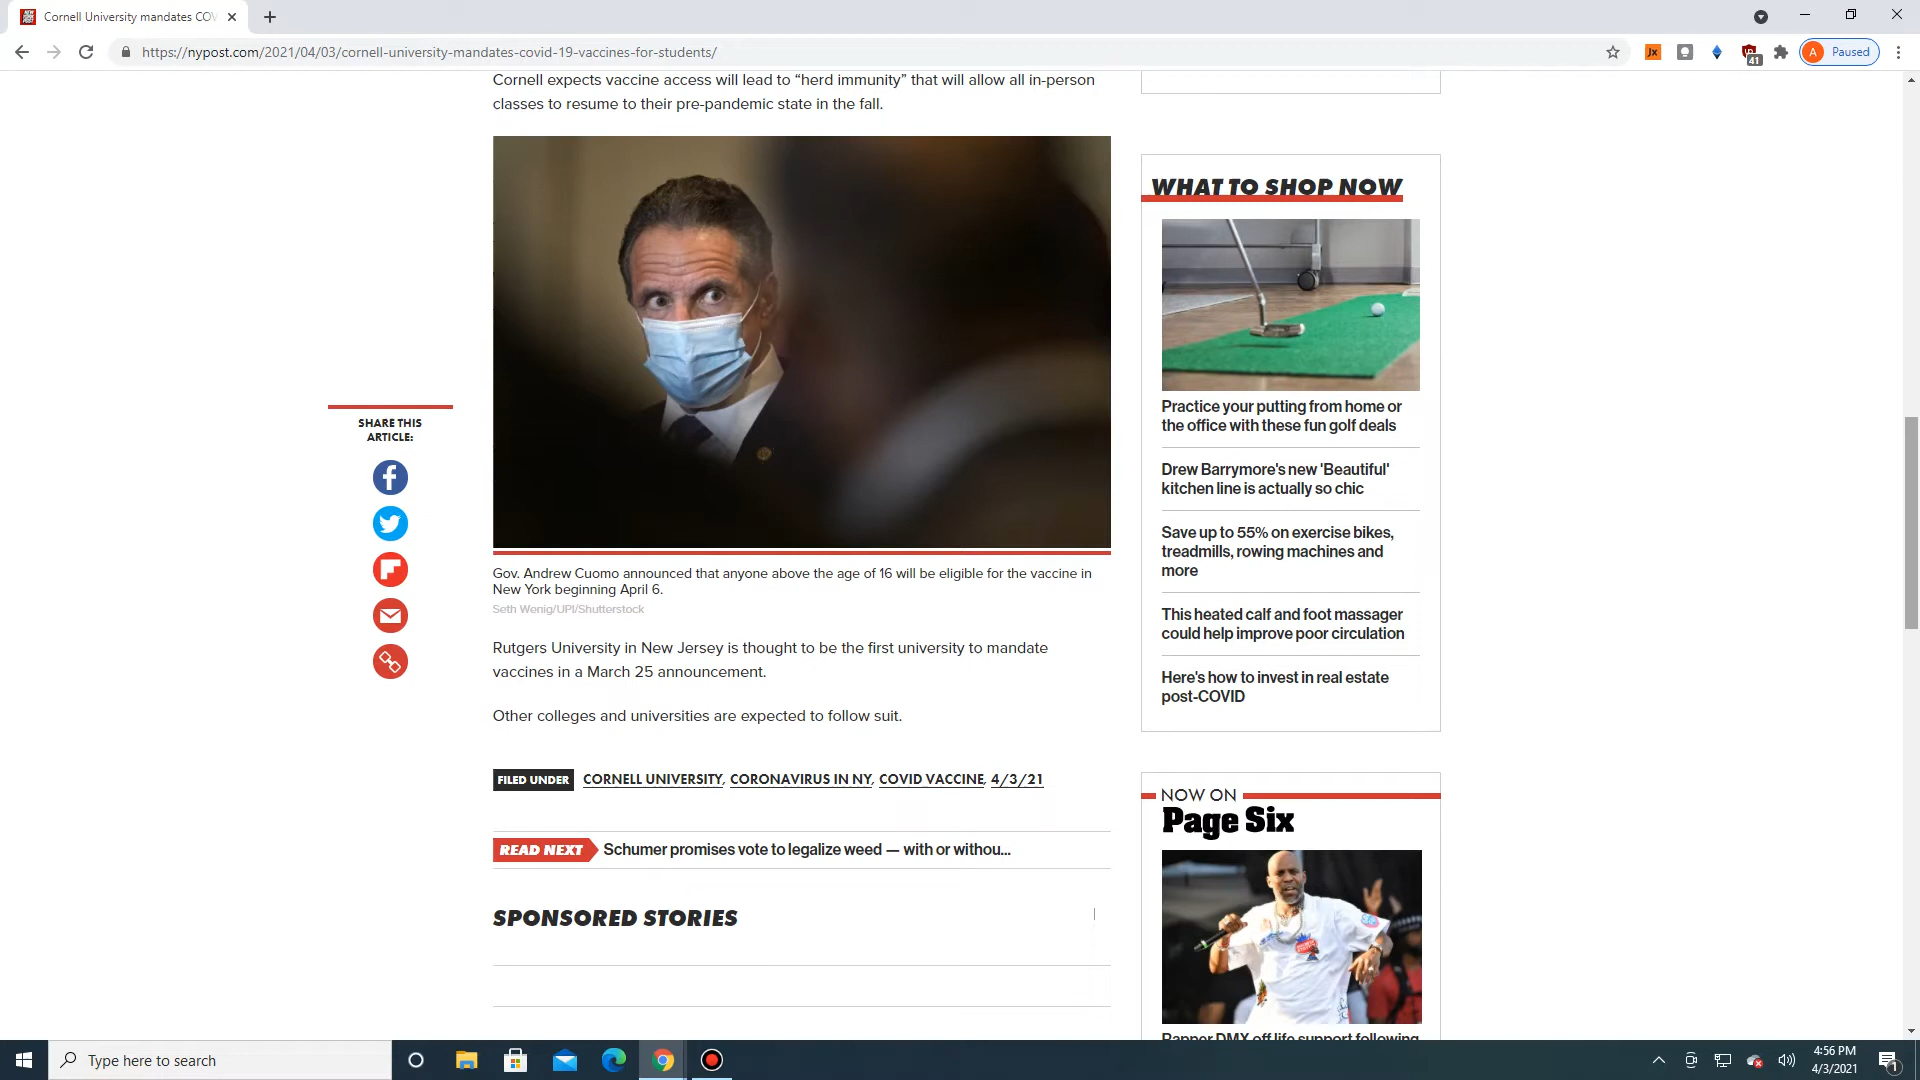 Cornell University mandates COV
https://nypost.com/2021/04/03/cornell-university-mandates-covid-19-vaccines-for-students/
JX
41
A
Paused
Cornell expects vaccine access will lead to “herd immunity” that will allow all in-person
classes to resume to their pre-pandemic state in the fall.
SHARE THIS
ARTICLE:
Gov. Andrew Cuomo announced that anyone above the age of 16 will be eligible for the vaccine in
New York beginning April 6.
Seth Wenig/UPI/Shutterstock
Rutgers University in New Jersey is thought to be the first university to mandate
vaccines in a March 25 announcement.
Other colleges and universities are expected to follow suit.
FILED UNDER CORNELL UNIVERSITY, CORONAVIRUS IN NY, COVID VACCINE, 4/3/21
READ NEXT Schumer promises vote to legalize weed — with or withou...
SPONSORED STORIES
WHAT TO SHOP NOW
Practice your putting from home or
the office with these fun golf deals
Drew Barrymore's new 'Beautiful'
kitchen line is actually so chic
Save up to 55% on exercise bikes,
treadmills, rowing machines and
more
This heated calf and foot massager
could help improve poor circulation
Here's how to invest in real estate
post-COVID
NOW ON
Page Six
Rapper DMX off life support following
Type here to search
4:56 PM
4/3/2021
1